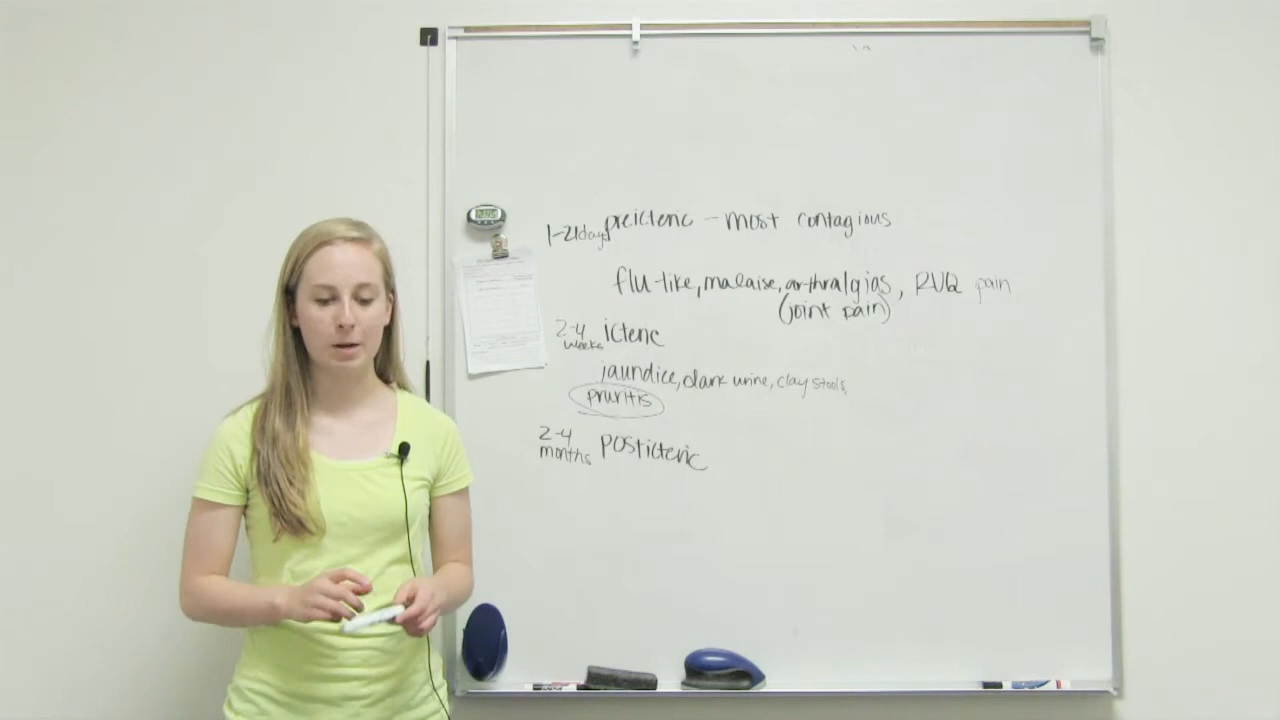 1-21days preicteric - most contagious
flu-like, malaise, arthralgias, RUQ pain
(joint pain)
2-4 weeks icteric
jaundice, dark urine, clay stools,
pruritis
2-4 months posticteric